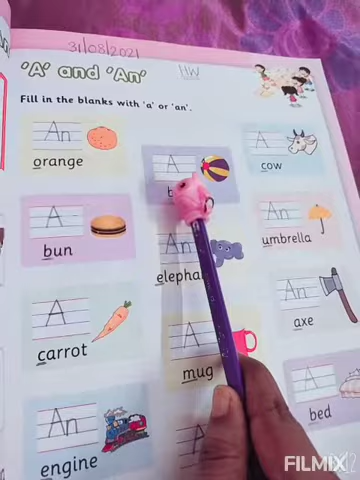 31/08/2021
'A' and 'An'
HW
Fill in the blanks with 'a' or 'an'.
An
orange
A
A
cow
A
bun
An
An
umbrella
A
carrot
A
mug
An
axe
An
engine
A
A
bed
FILMIX